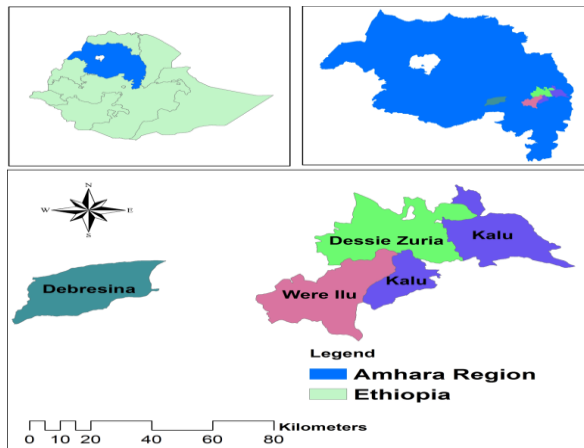 N
W E
S
Dessie Zuria
Kalu
Debresina
Were Ilu
Kalu
Legend
Amhara Region
Ethiopia
Kilometers
0 10 20 40 60 80